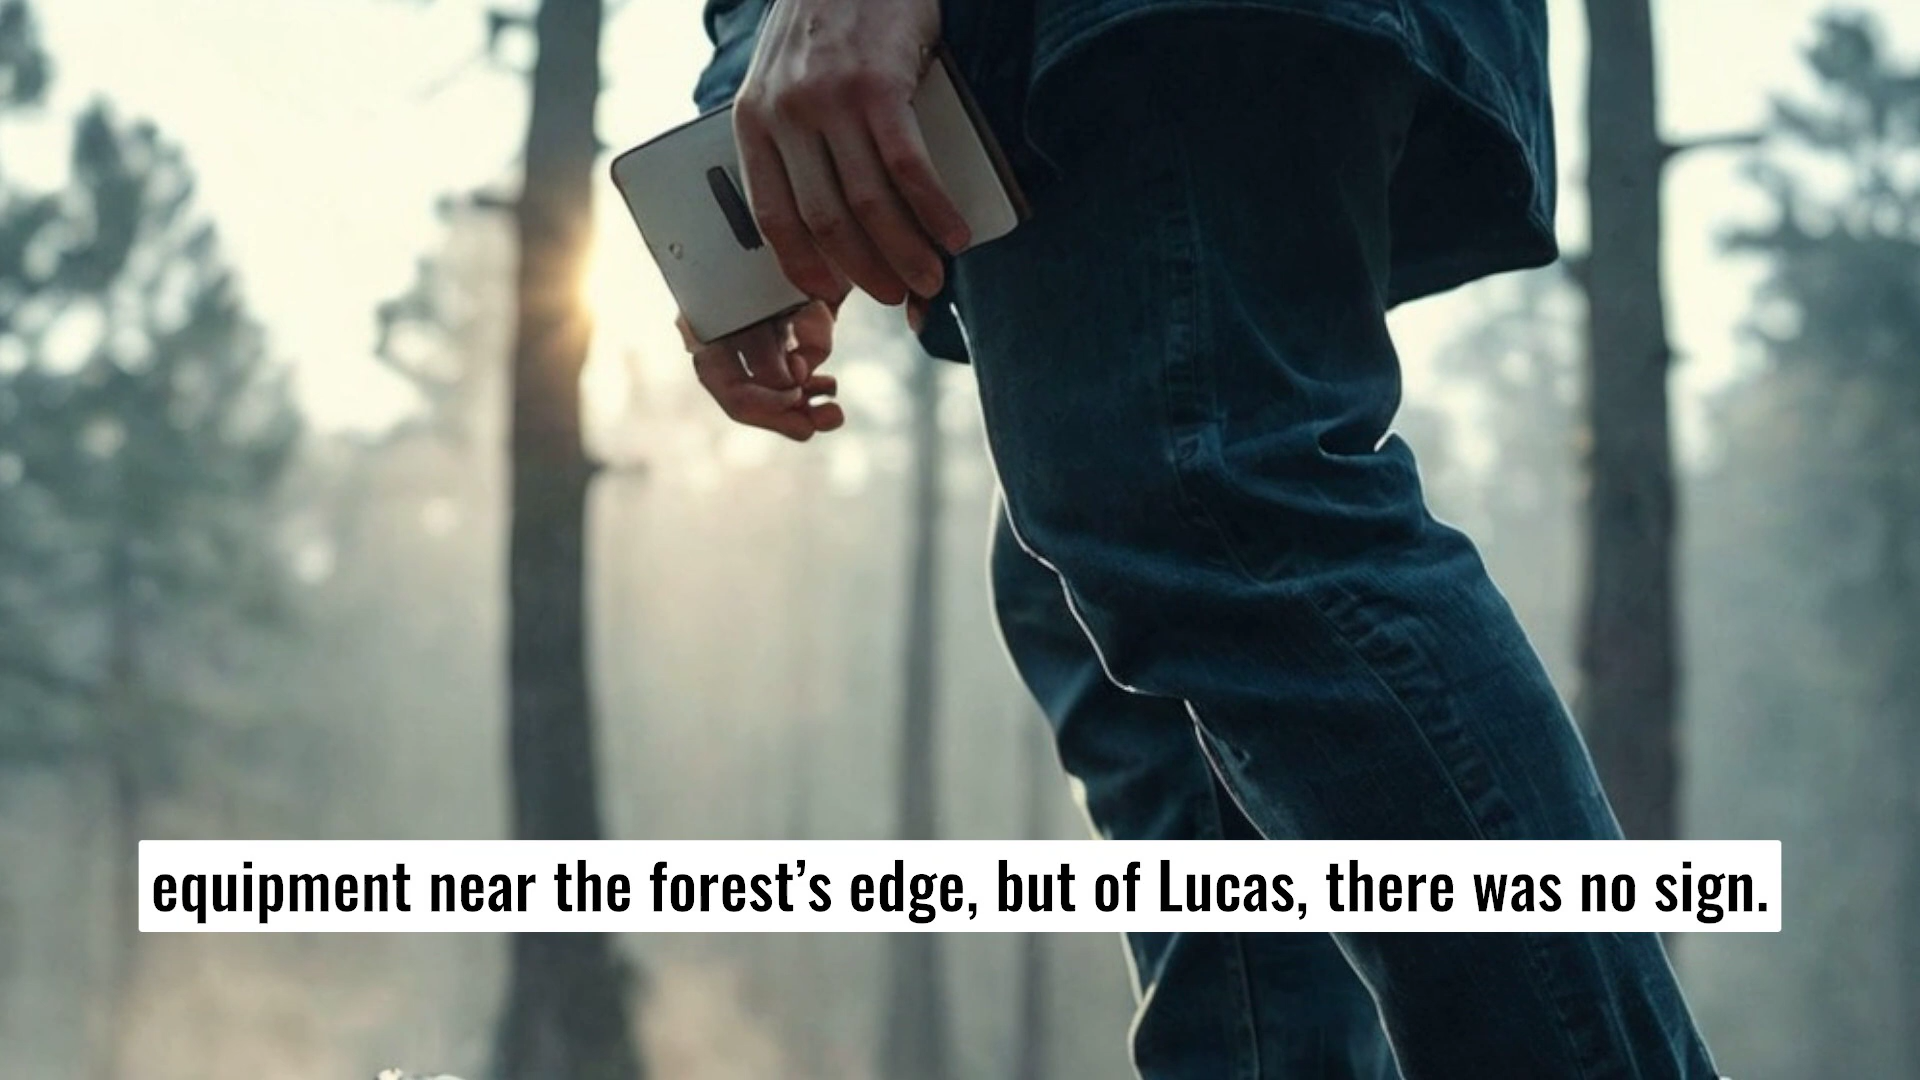 equipment near the forest’s edge, but of Lucas, there was no sign.